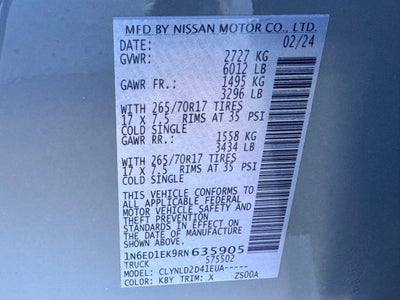 MFD BY NISSAN MOTOR CO., LTD.
DATE: 02/24
GVWR: 2727 KG
6012 LB
GAWR FR.: 1495 KG
3296 LB
WITH 265/70R17 TIRES
17 X 7.5 RIMS AT 35 PSI
COLD SINGLE
GAWR RR.: 1558 KG
3434 LB
WITH 265/70R17 TIRES
17 X 7.5 RIMS AT 35 PSI
COLD SINGLE
THIS VEHICLE CONFORMS TO
ALL APPLICABLE FEDERAL
MOTOR VEHICLE SAFETY AND
THEFT PREVENTION
STANDARDS IN EFFECT ON THE
DATE OF MANUFACTURE
SHOWN ABOVE.
1N6ED1EK9RN635905
TRUCK 575502
MODEL: CLYNLD2D41EUA-----
COLOR: KBY TRIM: X ZS00A